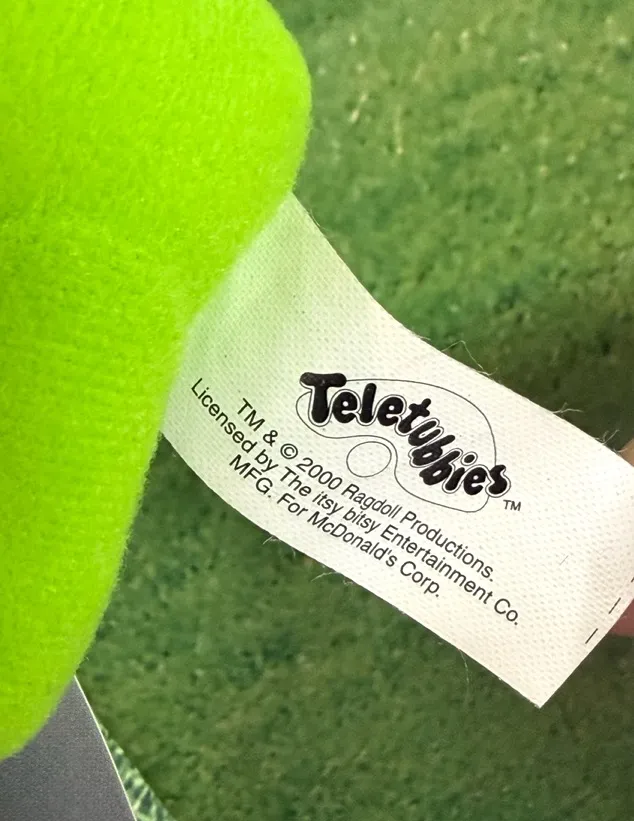 Teletubbies™
TM & © 2000 Ragdoll Productions.
Licensed by The itsy bitsy Entertainment Co.
MFG. For McDonald's Corp.